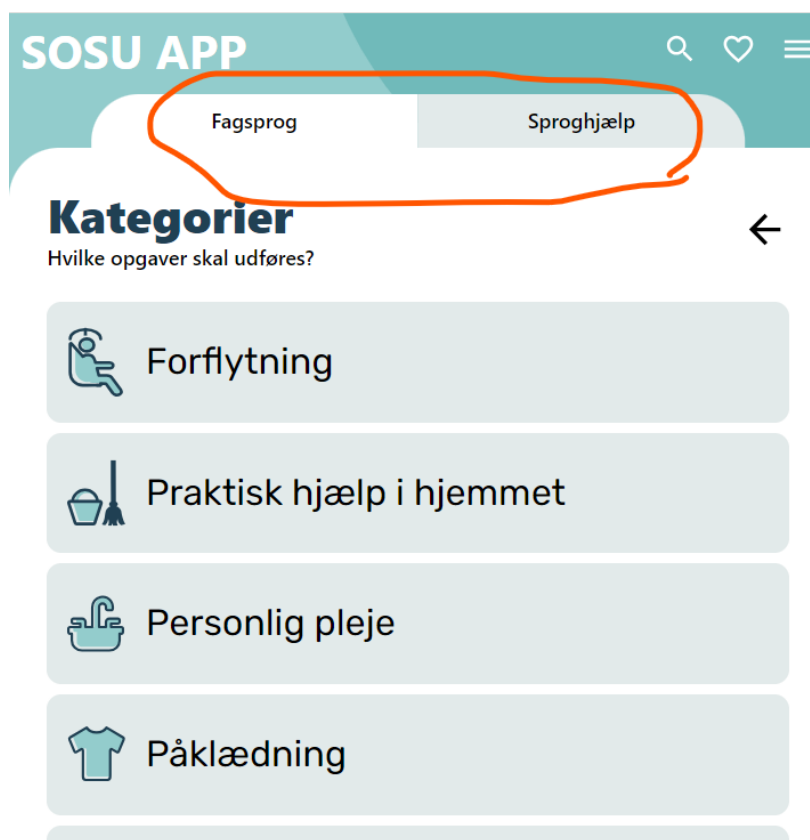 SOSU APP
Fagsprog
Sproghjælp
Kategorier
Hvilke opgaver skal udføres?
Forflytning
Praktisk hjælp i hjemmet
Personlig pleje
Påklædning